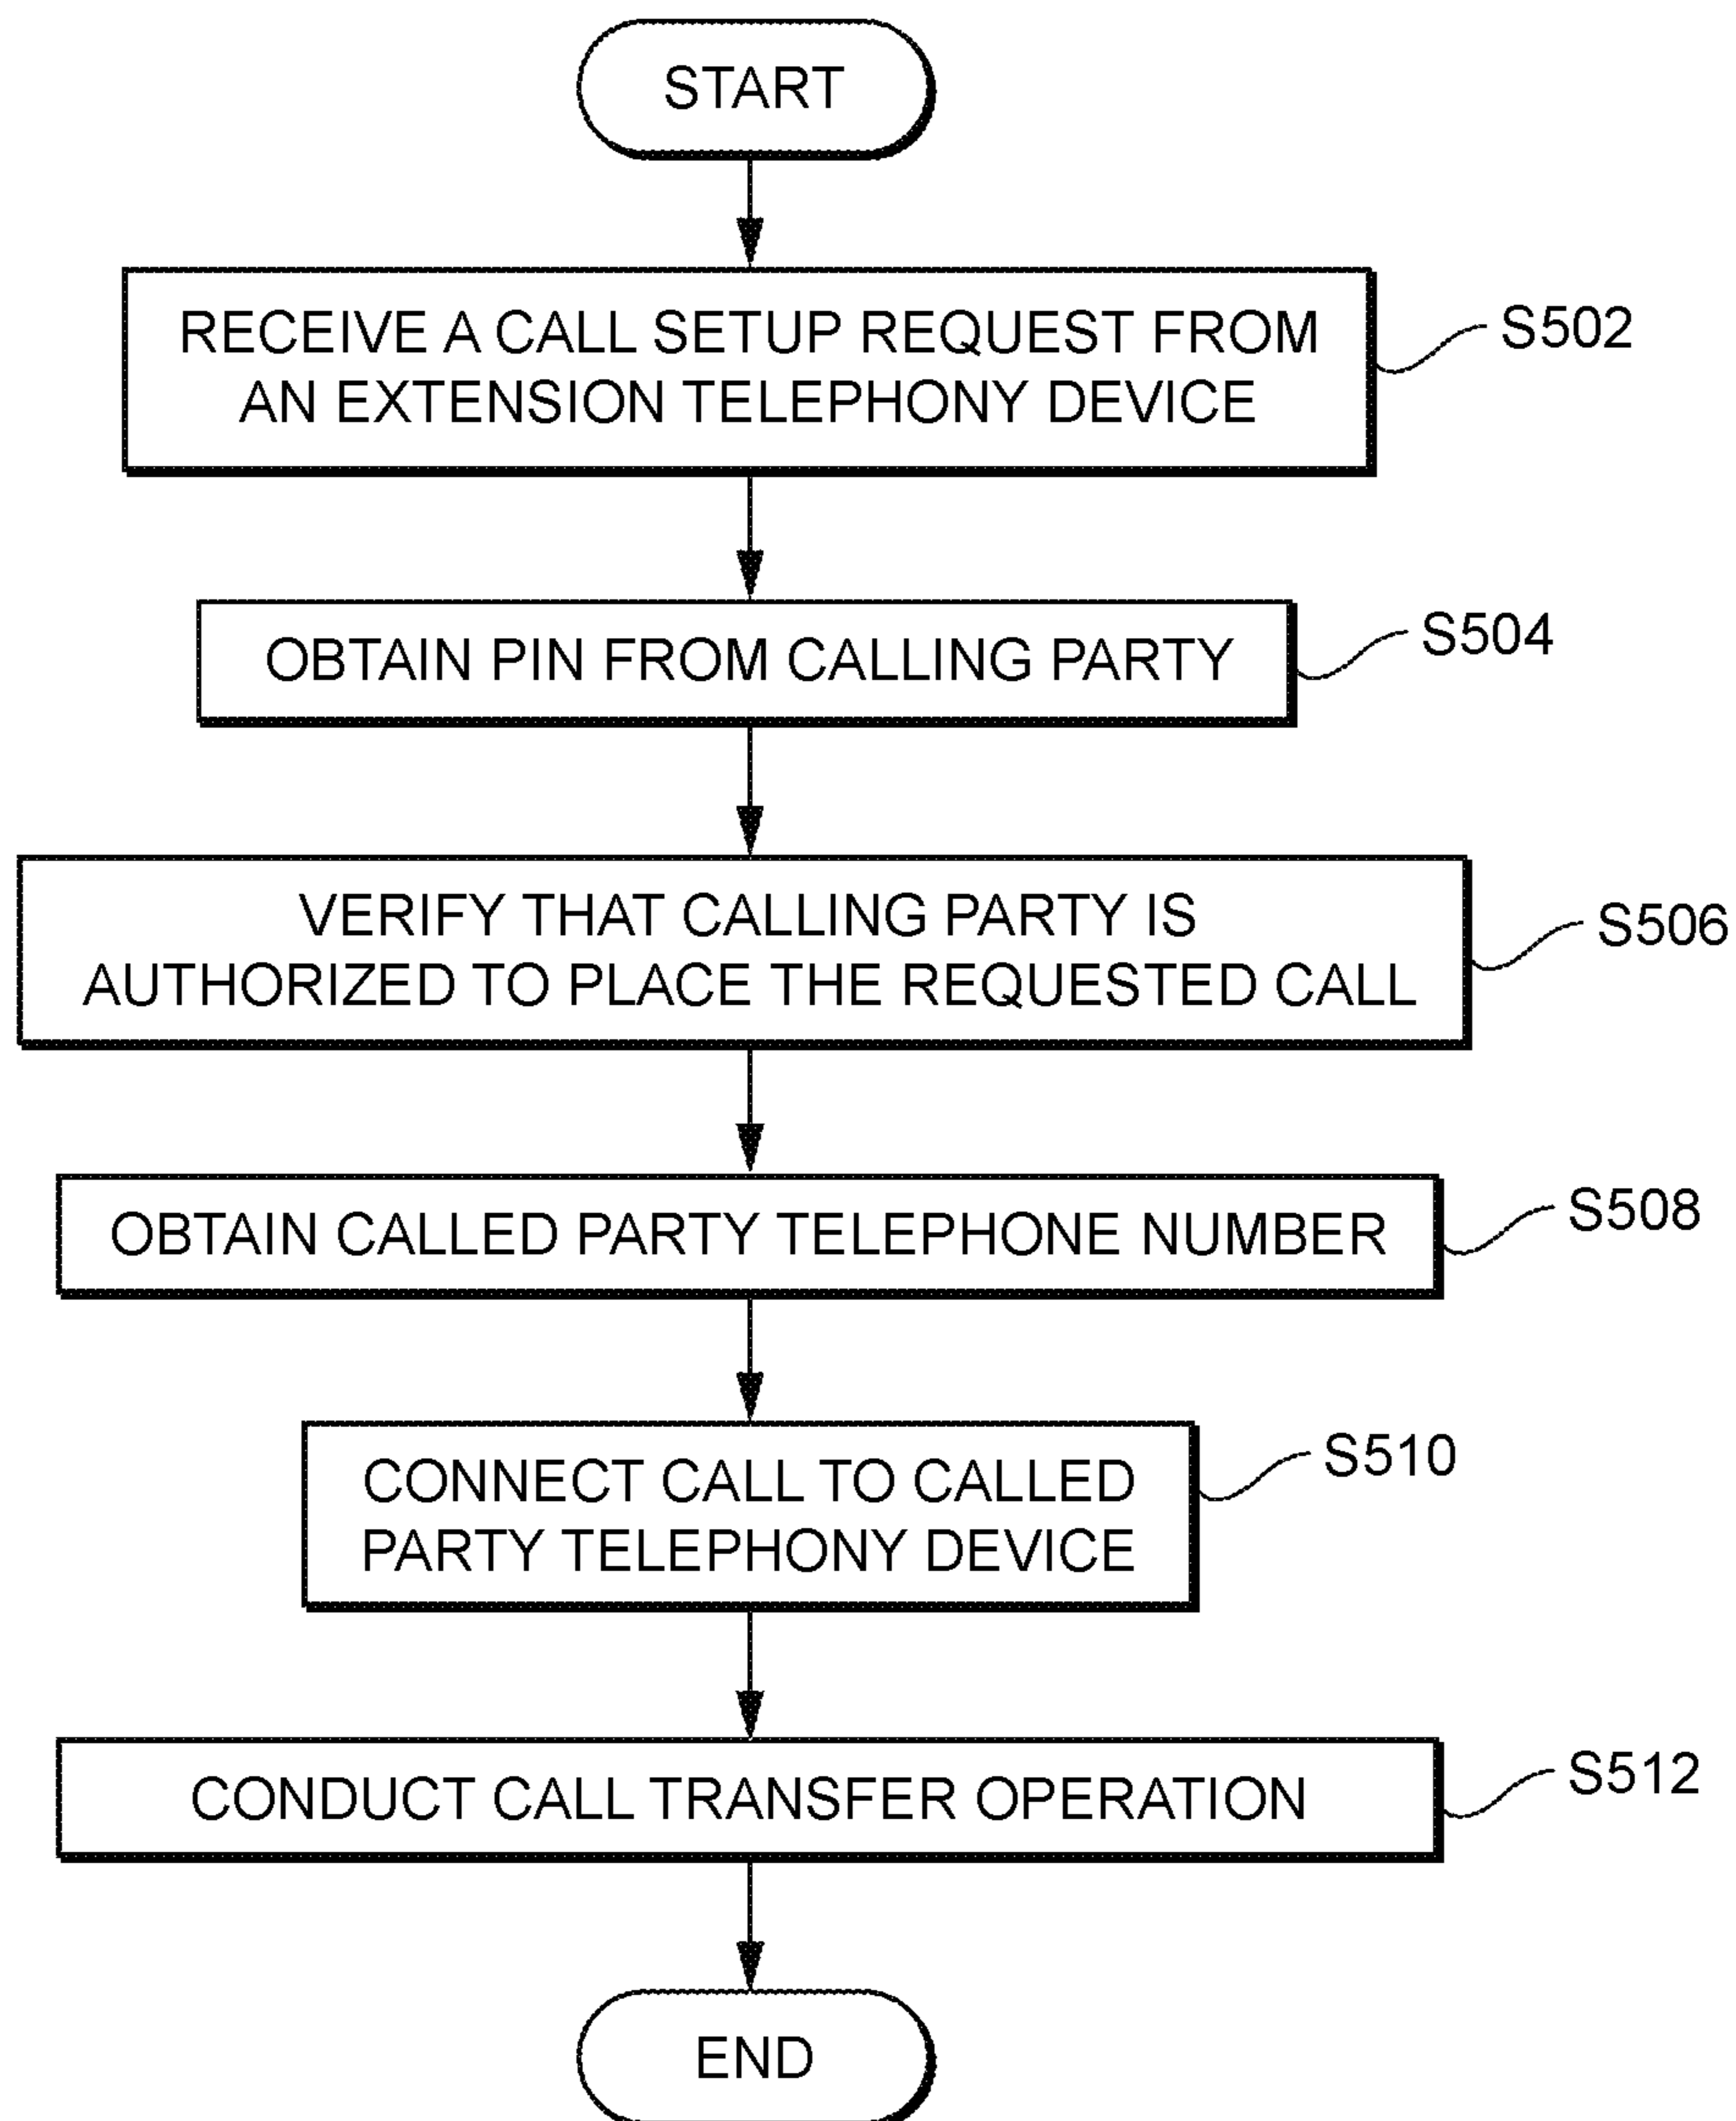 START
RECEIVE A CALL SETUP REQUEST FROM
AN EXTENSION TELEPHONY DEVICE
S502
OBTAIN PIN FROM CALLING PARTY
S504
VERIFY THAT CALLING PARTY IS
AUTHORIZED TO PLACE THE REQUESTED CALL
S506
OBTAIN CALLED PARTY TELEPHONE NUMBER
S508
CONNECT CALL TO CALLED
PARTY TELEPHONY DEVICE
S510
CONDUCT CALL TRANSFER OPERATION
S512
END